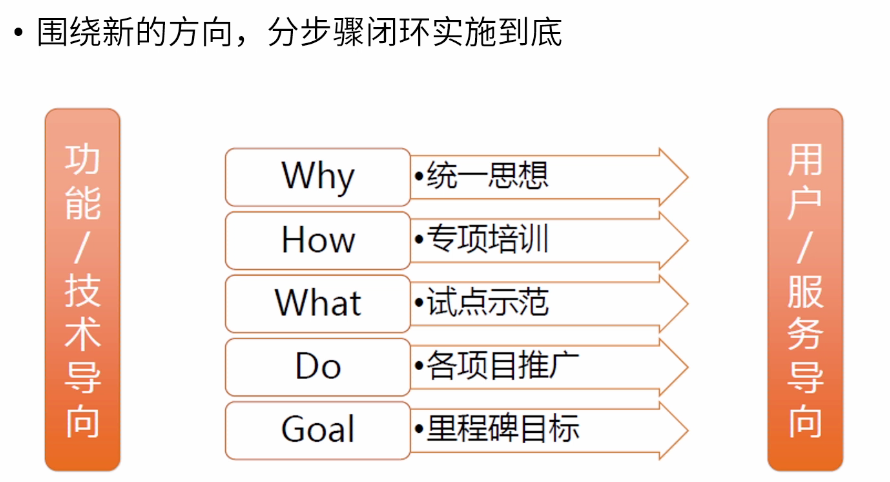 • 围绕新的方向，分步骤闭环实施到底
功能/技术导向
Why
•统一思想
How
•专项培训
What
•试点示范
Do
•各项目推广
Goal
•里程碑目标
用户/服务导向